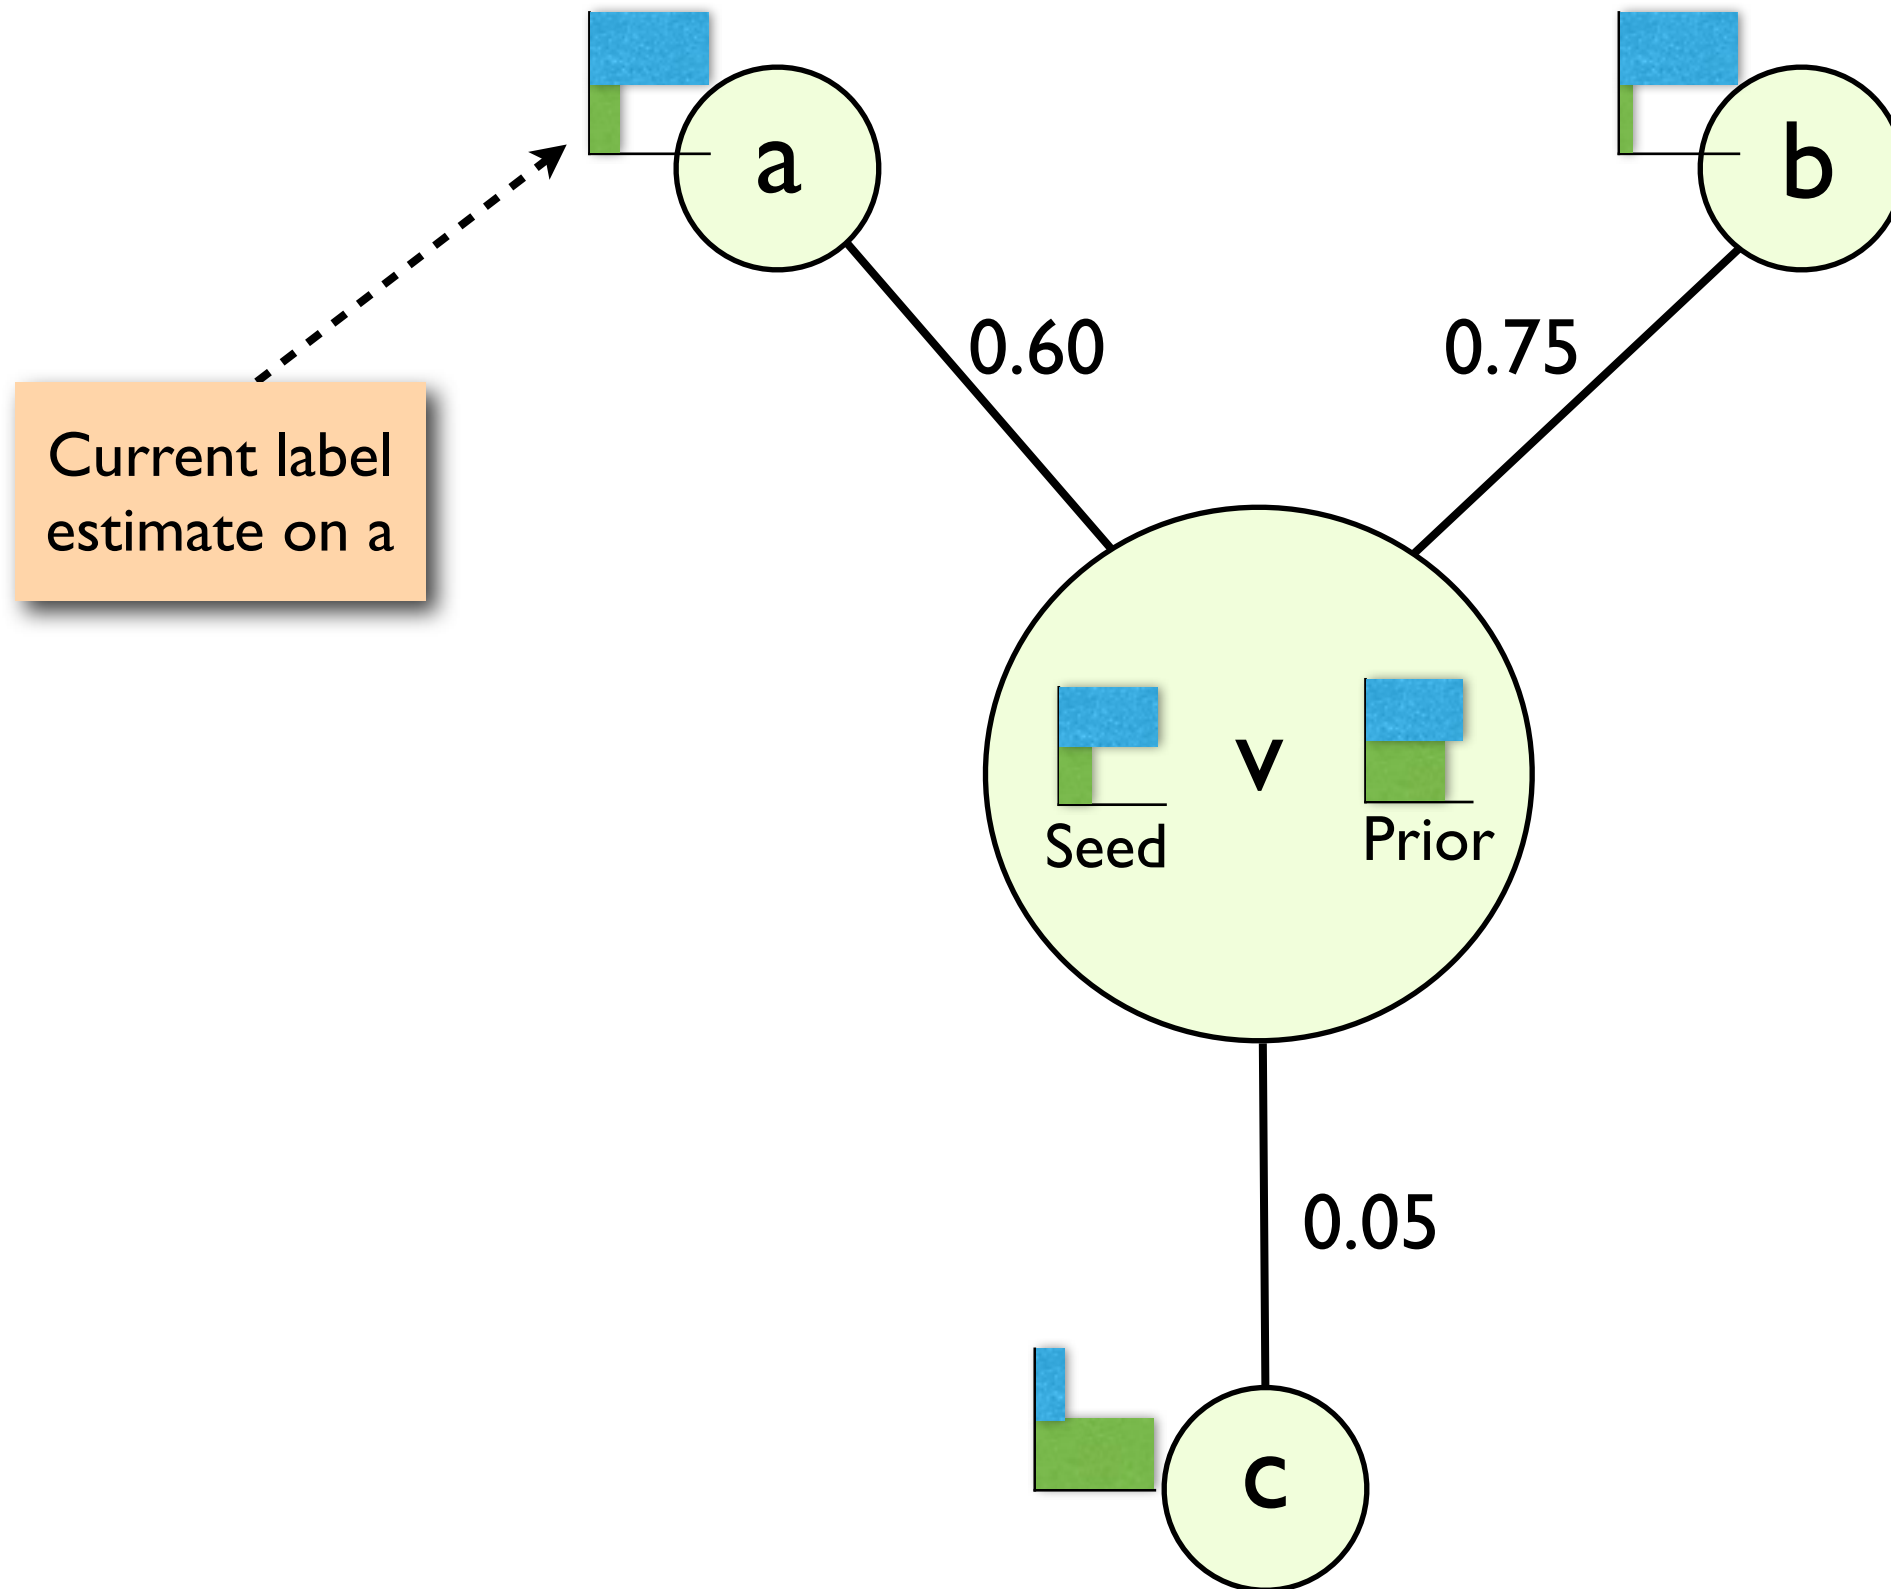 a
b
0.60
0.75
Current label
estimate on a
v
Seed
Prior
0.05
c